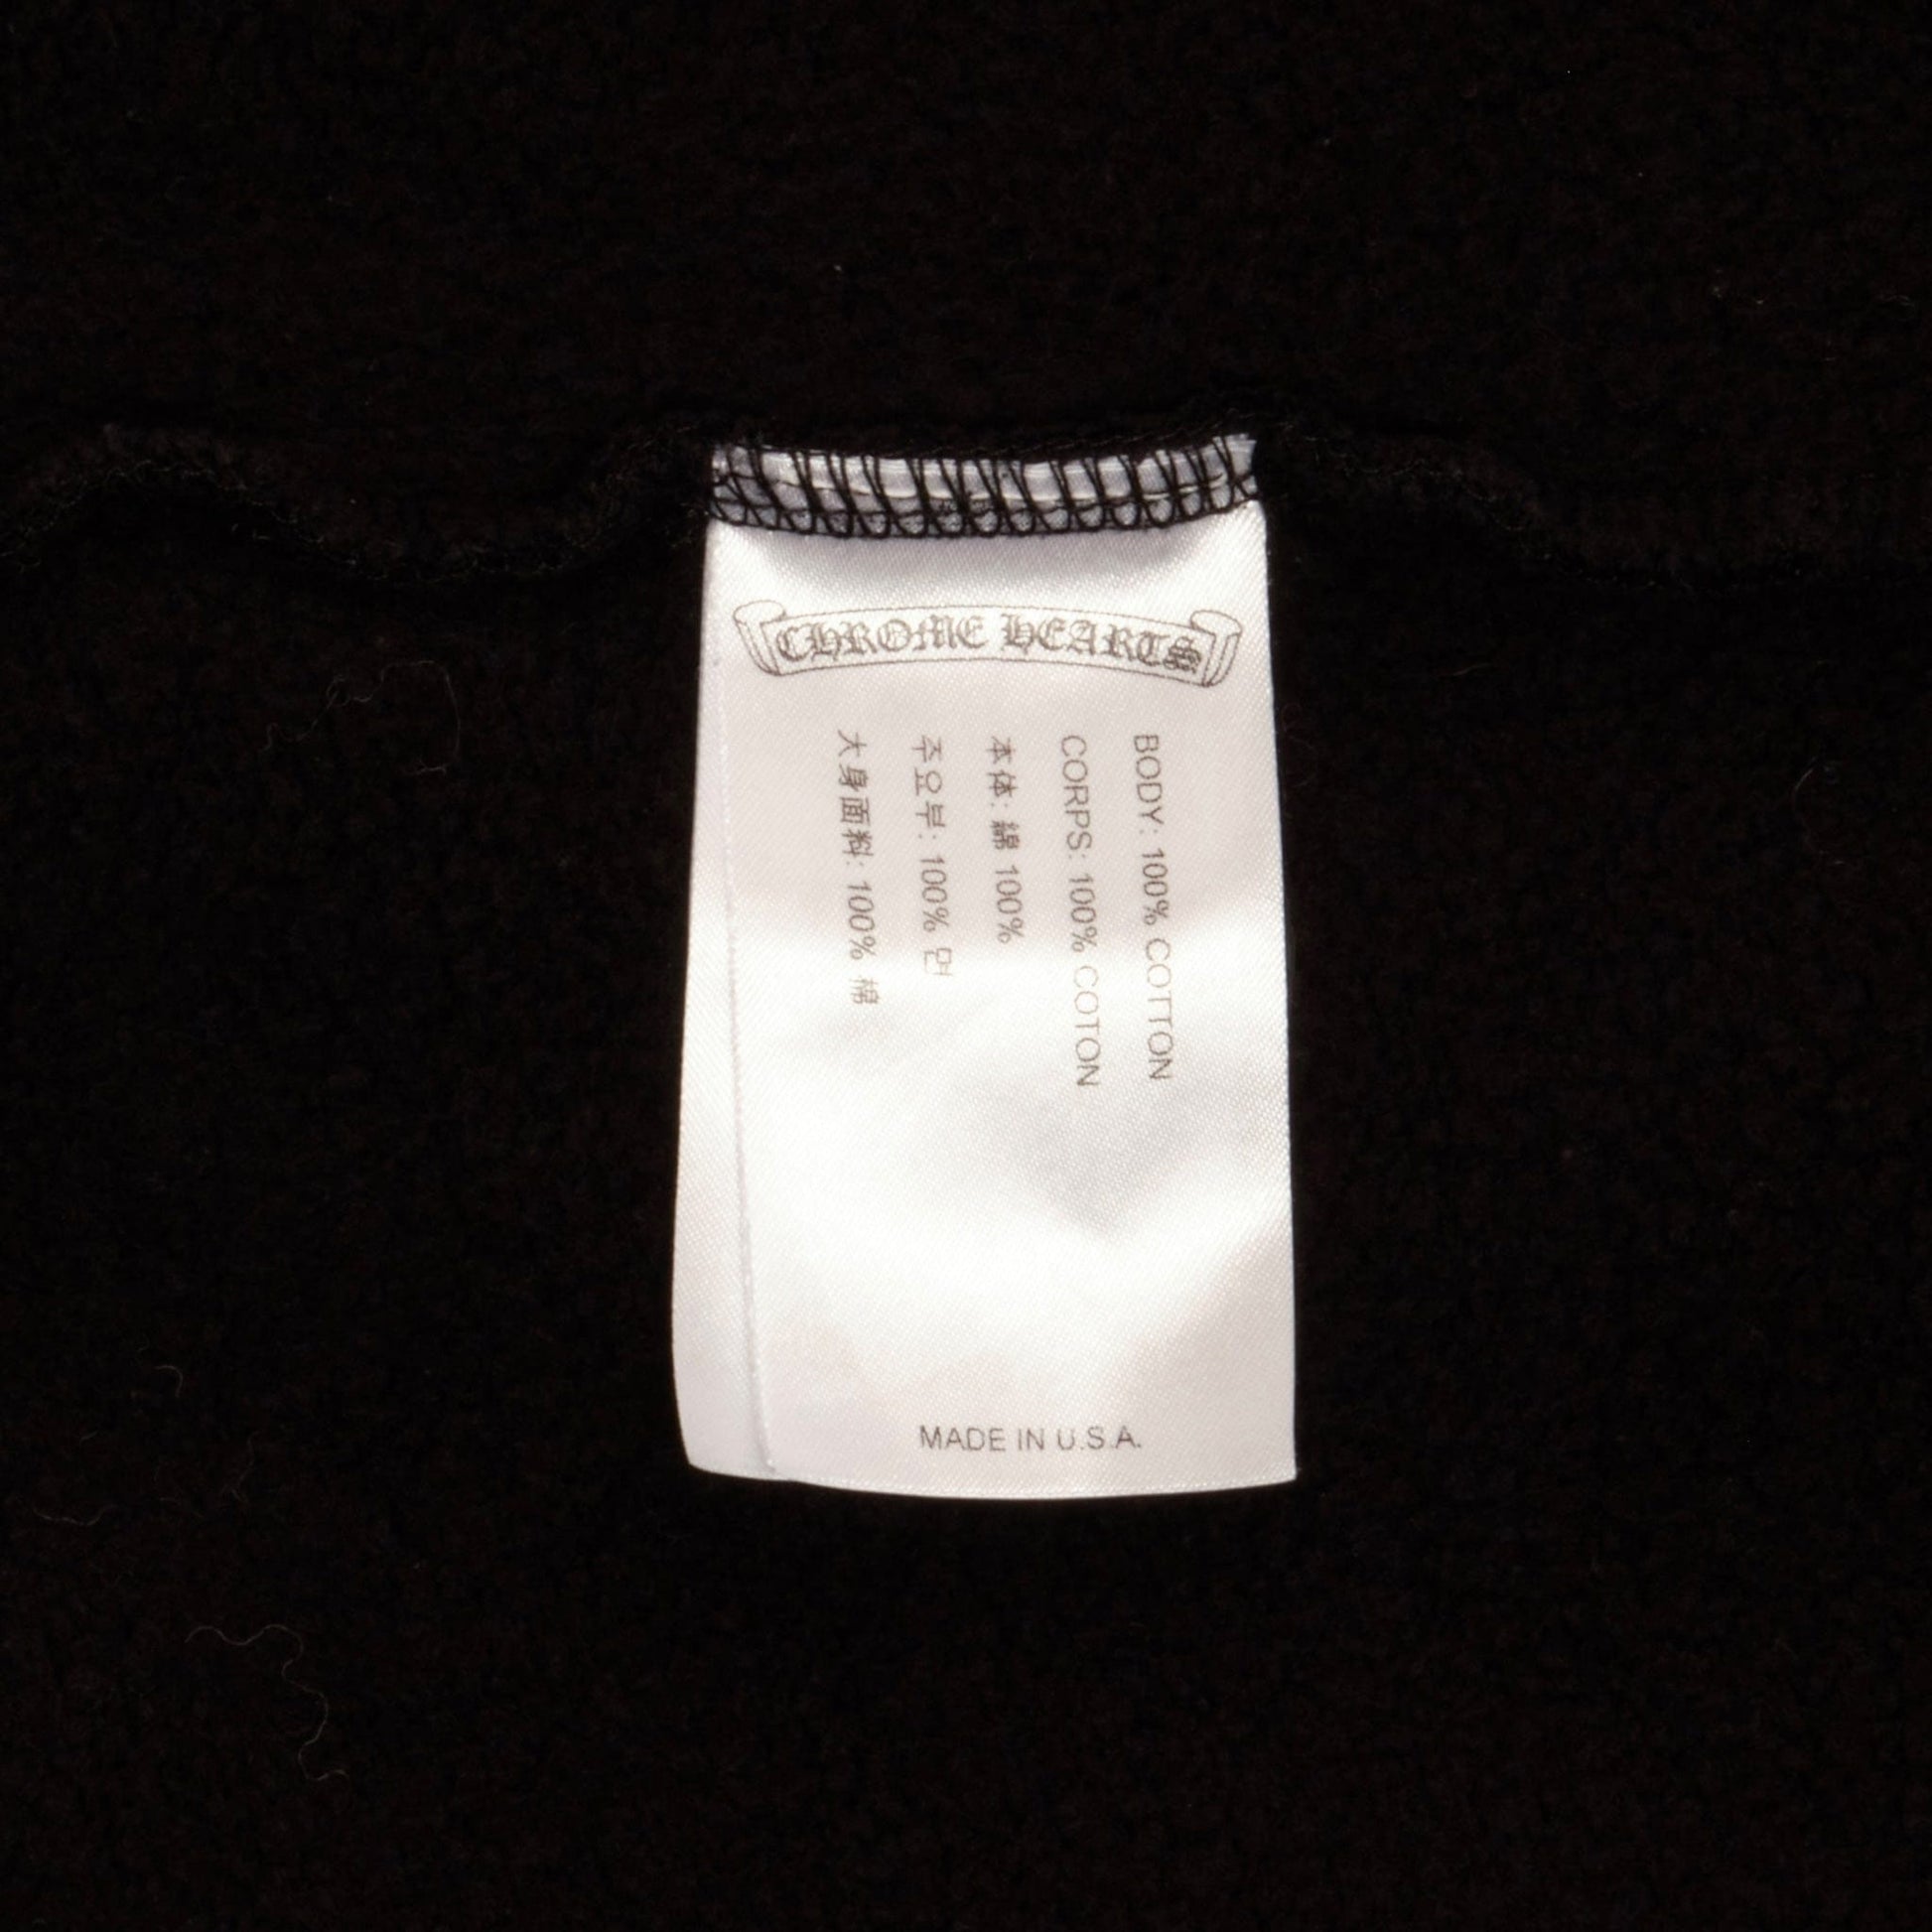 CHROME HEARTS
BODY: 100% COTTON
CORPS: 100% COTON
本体: 綿 100%
주요부: 100% 면
大身面料: 100% 棉
MADE IN U.S.A.